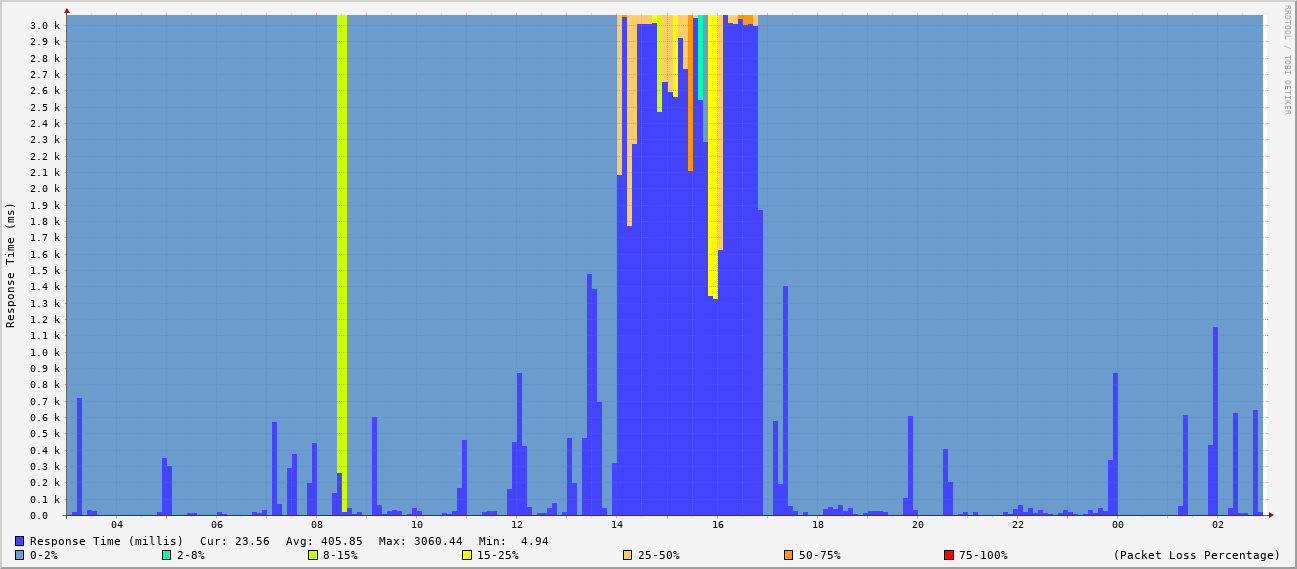 RRDTOOL / TOBI OETIKER
Response Time (ms)
3.0 k
2.9 k
2.8 k
2.7 k
2.6 k
2.5 k
2.4 k
2.3 k
2.2 k
2.1 k
2.0 k
1.9 k
1.8 k
1.7 k
1.6 k
1.5 k
1.4 k
1.3 k
1.2 k
1.1 k
1.0 k
0.9 k
0.8 k
0.7 k
0.6 k
0.5 k
0.4 k
0.3 k
0.2 k
0.1 k
0.0
04 06 08 10 12 14 16 18 20 22 00 02
Response Time (millis) Cur: 23.56 Avg: 405.85 Max: 3060.44 Min: 4.94
0-2% 2-8% 8-15% 15-25% 25-50% 50-75% 75-100% (Packet Loss Percentage)